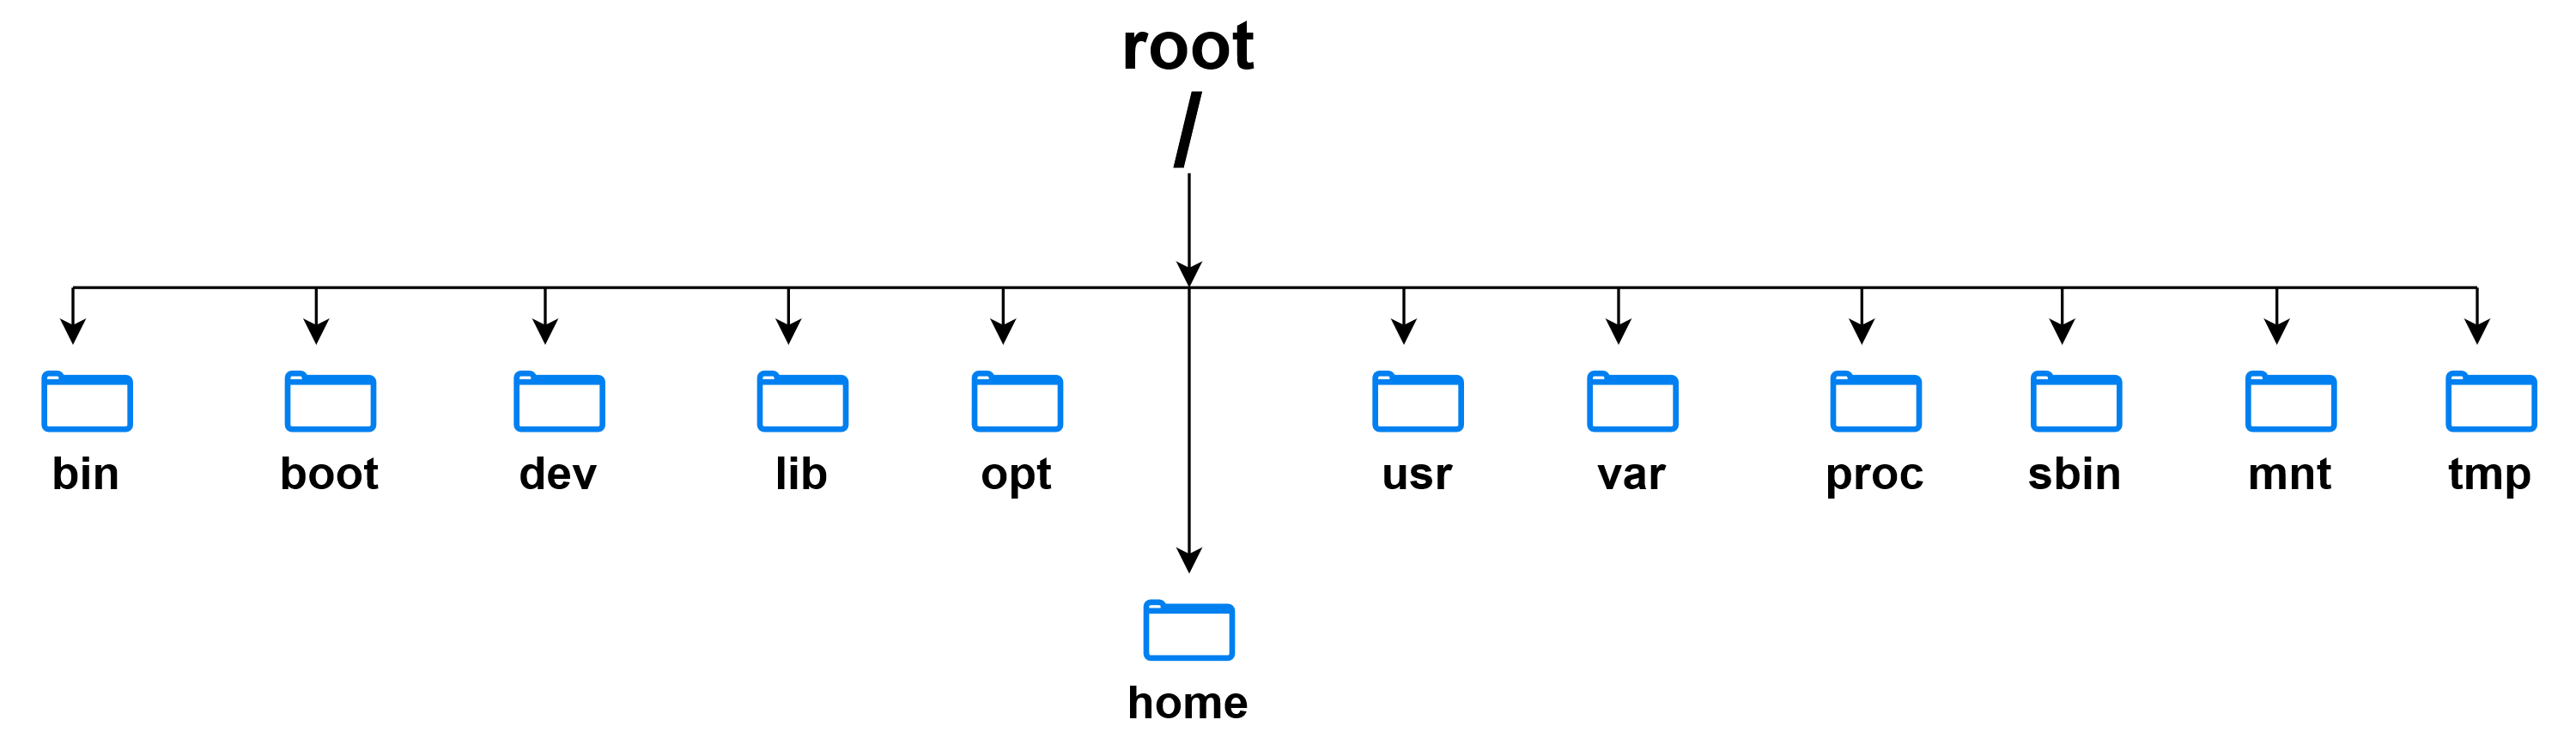 root
/
bin boot dev lib opt usr var proc sbin mnt tmp
home